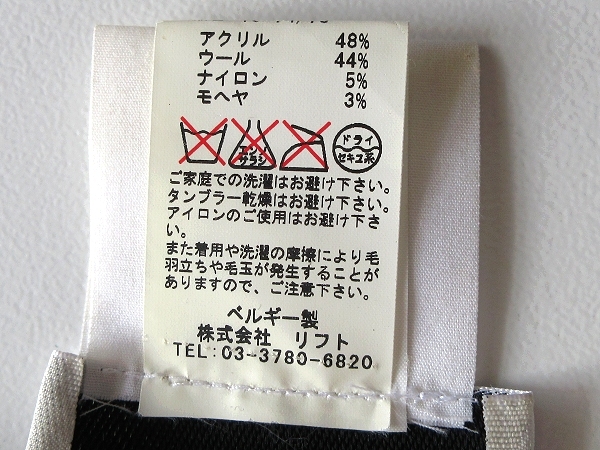 アクリル 48%
ウール 44%
ナイロン 5%
モヘヤ 3%
エンソ
サラシ
ドライ
セキユ系
ご家庭での洗濯はお避け下さい。
タンブラー乾燥はお避け下さい。
アイロンのご使用はお避け下さ
い。
また着用や洗濯の摩擦により毛
羽立ちや毛玉が発生することが
ありますので、ご注意下さい。
ベルギー製
株式会社 リフト
TEL:03-3780-6820